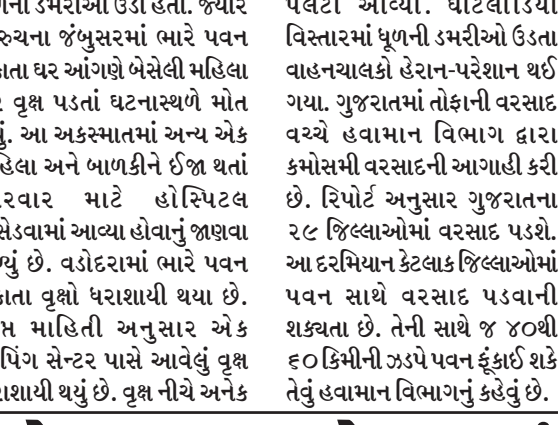 ડમરીઓ ઉડી હતી. જ્યારે
ભરુચના જંબુસરમાં ભારે પવન
ઘર આંગણે બેસેલી મહિલા
વૃક્ષ પડતાં ઘટનાસ્થળે મોત
આ અકસ્માતમાં અન્ય એક
અને બાળકીને ઈજા થતાં
માટે હોસ્પિટલ
આવ્યા હોવાનું જાણવા
છે. વડોદરામાં ભારે પવન
વૃક્ષો ધરાશાયી થયા છે.
માહિતી અનુસાર એક
સેન્ટર પાસે આવેલું વૃક્ષ
થયું છે. વૃક્ષ નીચે અનેક
પલટો આવ્યો. ઘાટલોડિયા
વિસ્તારમાં ધૂળની ડમરીઓ ઉડતા
વાહનચાલકો હેરાન-પરેશાન થઈ
ગયા. ગુજરાતમાં તોફાની વરસાદ
વચ્ચે હવામાન વિભાગ દ્વારા
કમોસમી વરસાદની આગાહી કરી
છે. રિપોર્ટ અનુસાર ગુજરાતના
૨૯ જિલ્લાઓમાં વરસાદ પડશે.
આ દરમિયાન કેટલાક જિલ્લાઓમાં
પવન સાથે વરસાદ પડવાની
શક્યતા છે. તેની સાથે જ ૪૦થી
૬૦ કિમીની ઝડપે પવન ફૂંકાઈ શકે
તેવું હવામાન વિભાગનું કહેવું છે.